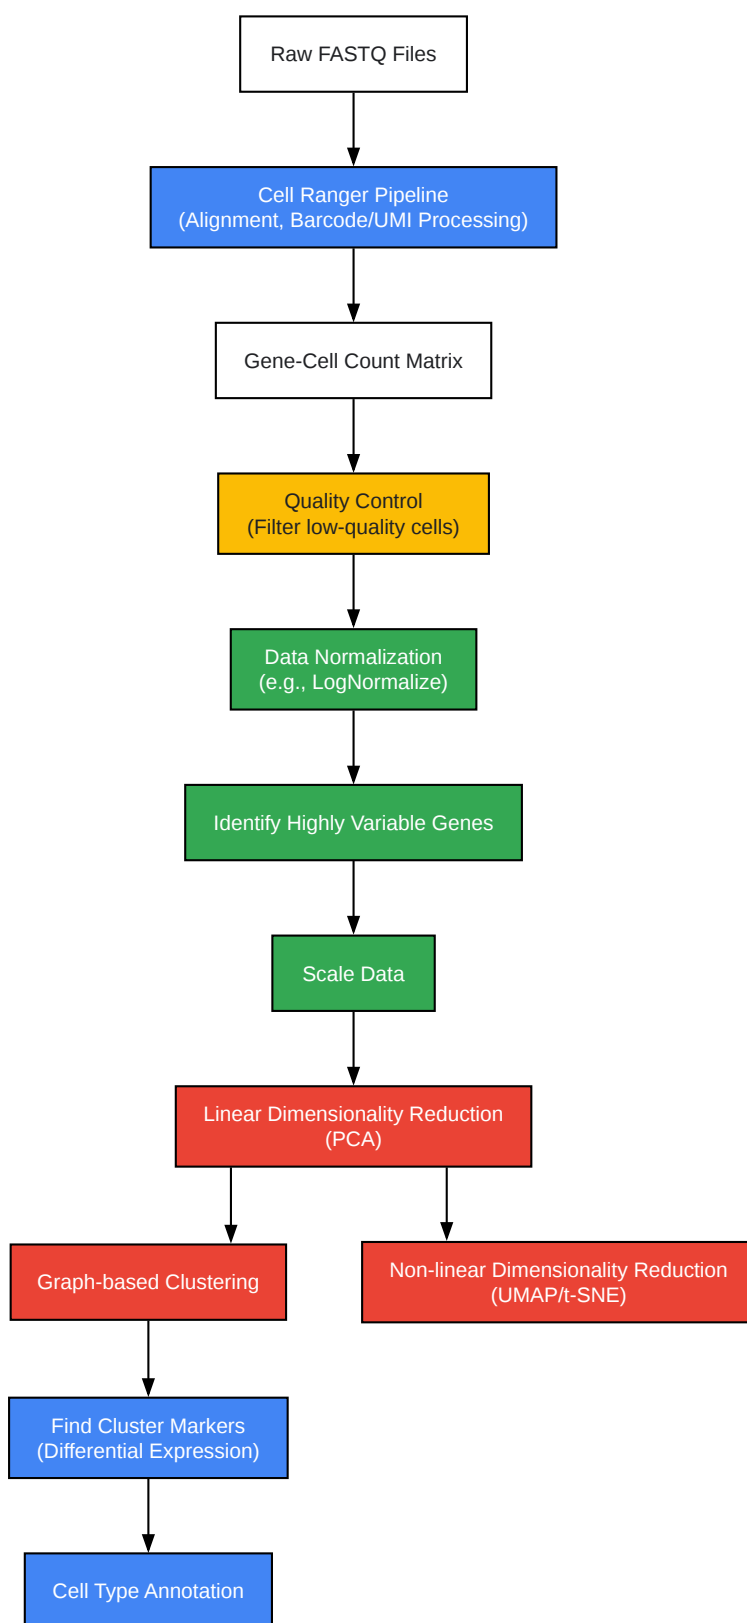 Raw FASTQ Files
Cell Ranger Pipeline
(Alignment, Barcode/UMI Processing)
Gene-Cell Count Matrix
Quality Control
(Filter low-quality cells)
Data Normalization
(e.g., LogNormalize)
Identify Highly Variable Genes
Scale Data
Linear Dimensionality Reduction
(PCA)
Graph-based Clustering
Non-linear Dimensionality Reduction
(UMAP/t-SNE)
Find Cluster Markers
(Differential Expression)
Cell Type Annotation